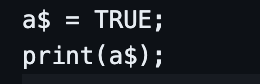 a$ = TRUE;
print(a$);